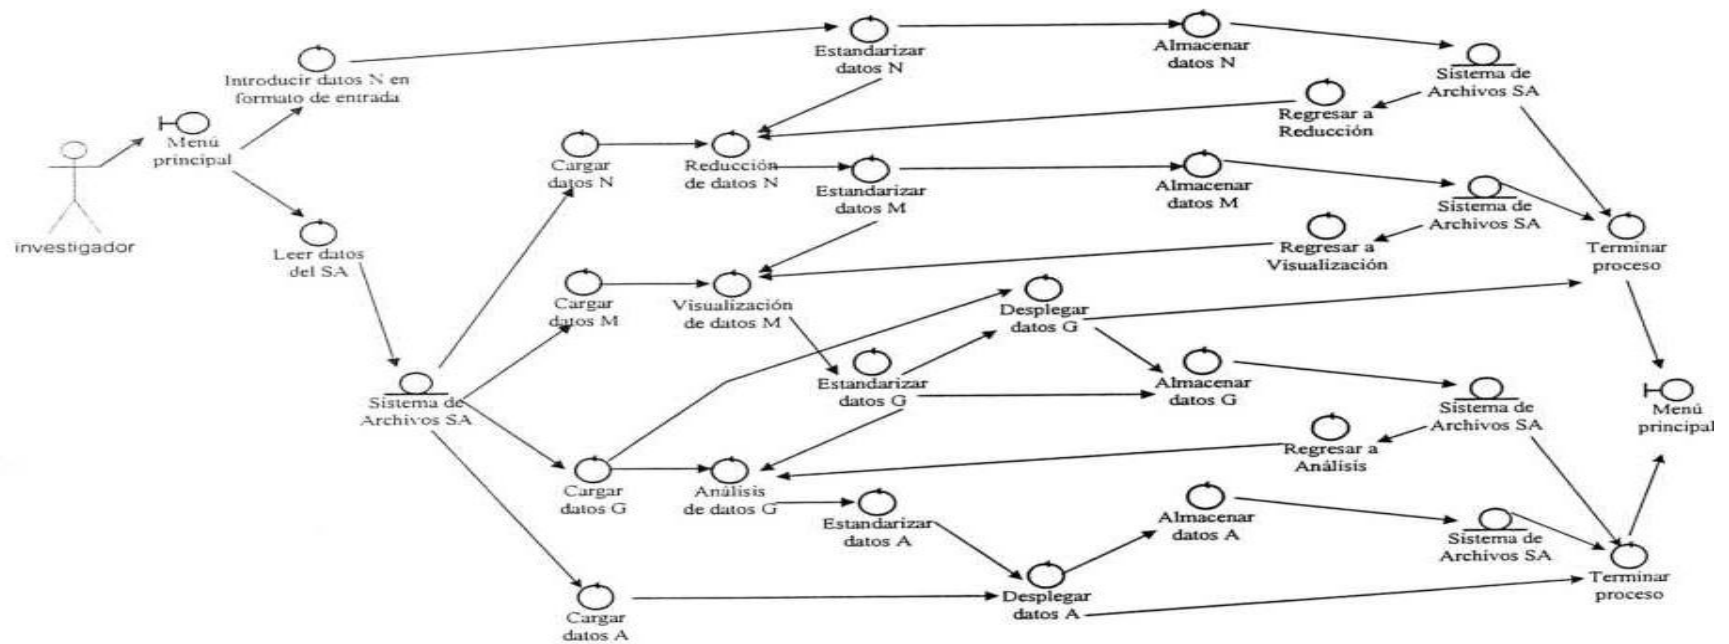 Estandarizar
datos N
Almacenar
datos N
Introducir datos N en
formato de entrada
Sistema de
Archivos SA
Regresar a
Reducción
Menú
principal
Cargar
datos N
Reducción
de datos N
Estandarizar
datos M
Almacenar
datos M
Sistema de
Archivos SA
investigador
Leer datos
del SA
Regresar a
Visualización
Terminar
proceso
Cargar
datos M
Visualización
de datos M
Desplegar
datos G
Sistema de
Archivos SA
Estandarizar
datos G
Almacenar
datos G
Sistema de
Archivos SA
Menú
principal
Regresar a
Análisis
Cargar
datos G
Análisis
de datos G
Estandarizar
datos A
Almacenar
datos A
Sistema de
Archivos SA
Cargar
datos A
Desplegar
datos A
Terminar
proceso